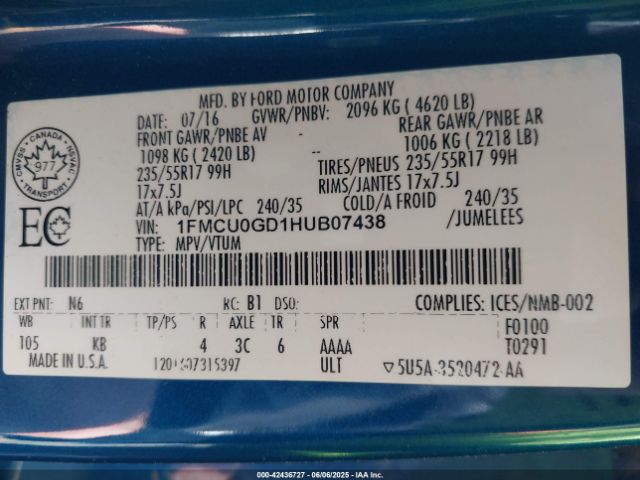 MFD. BY FORD MOTOR COMPANY
DATE: 07/16 GVWR/PNBV: 2096 KG ( 4620 LB)
FRONT GAWR/PNBE AV REAR GAWR/PNBE AR
1098 KG ( 2420 LB) 1006 KG ( 2218 LB)
235/55R17 99H TIRES/PNEUS 235/55R17 99H
17x7.5J RIMS/JANTES 17x7.5J
AT/A kPa/PSI/LPC 240/35 COLD/A FROID 240/35
VIN: 1FMCU0GD1HUB07438 /JUMELEES
TYPE: MPV/VTUM
CANADA
CMVSS NSVAC
977
TRANSPORT
EC
EXT PNT: N6 RC: B1 DSO: COMPLIES: ICES/NMB-002
WB INT TR TP/PS R AXLE TR SPR F0100
105 KB 4 3C 6 AAAA T0291
MADE IN U.S.A. ULT 5U5A-3520472-AA
000-42436727 - 06/06/2025 - IAA Inc.